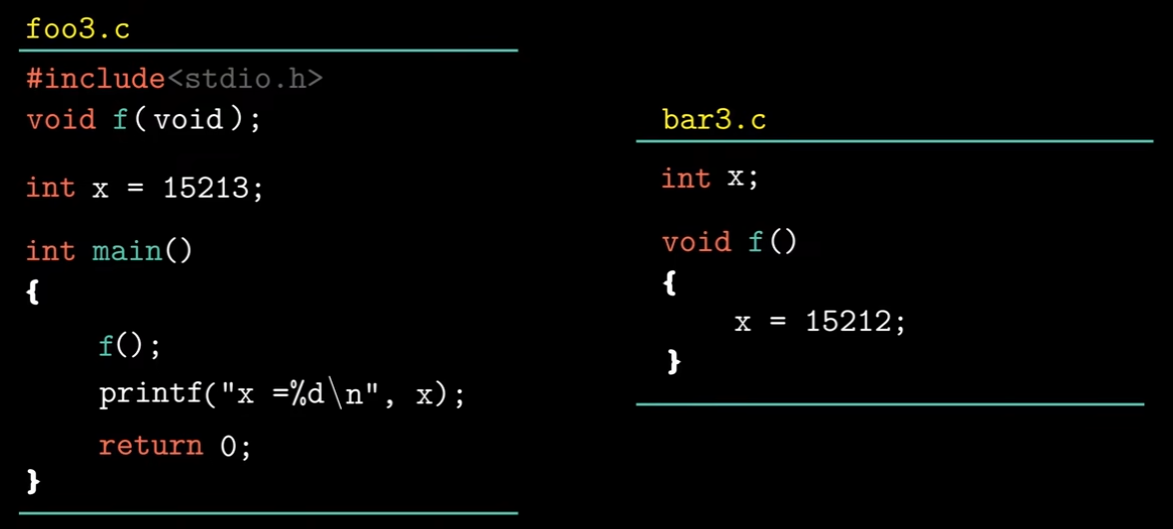 foo3.c
#include<stdio.h>
void f(void);
int x = 15213;
int main()
{
f();
printf("x =%d\n", x);
return 0;
}
bar3.c
int x;
void f()
{
x = 15212;
}